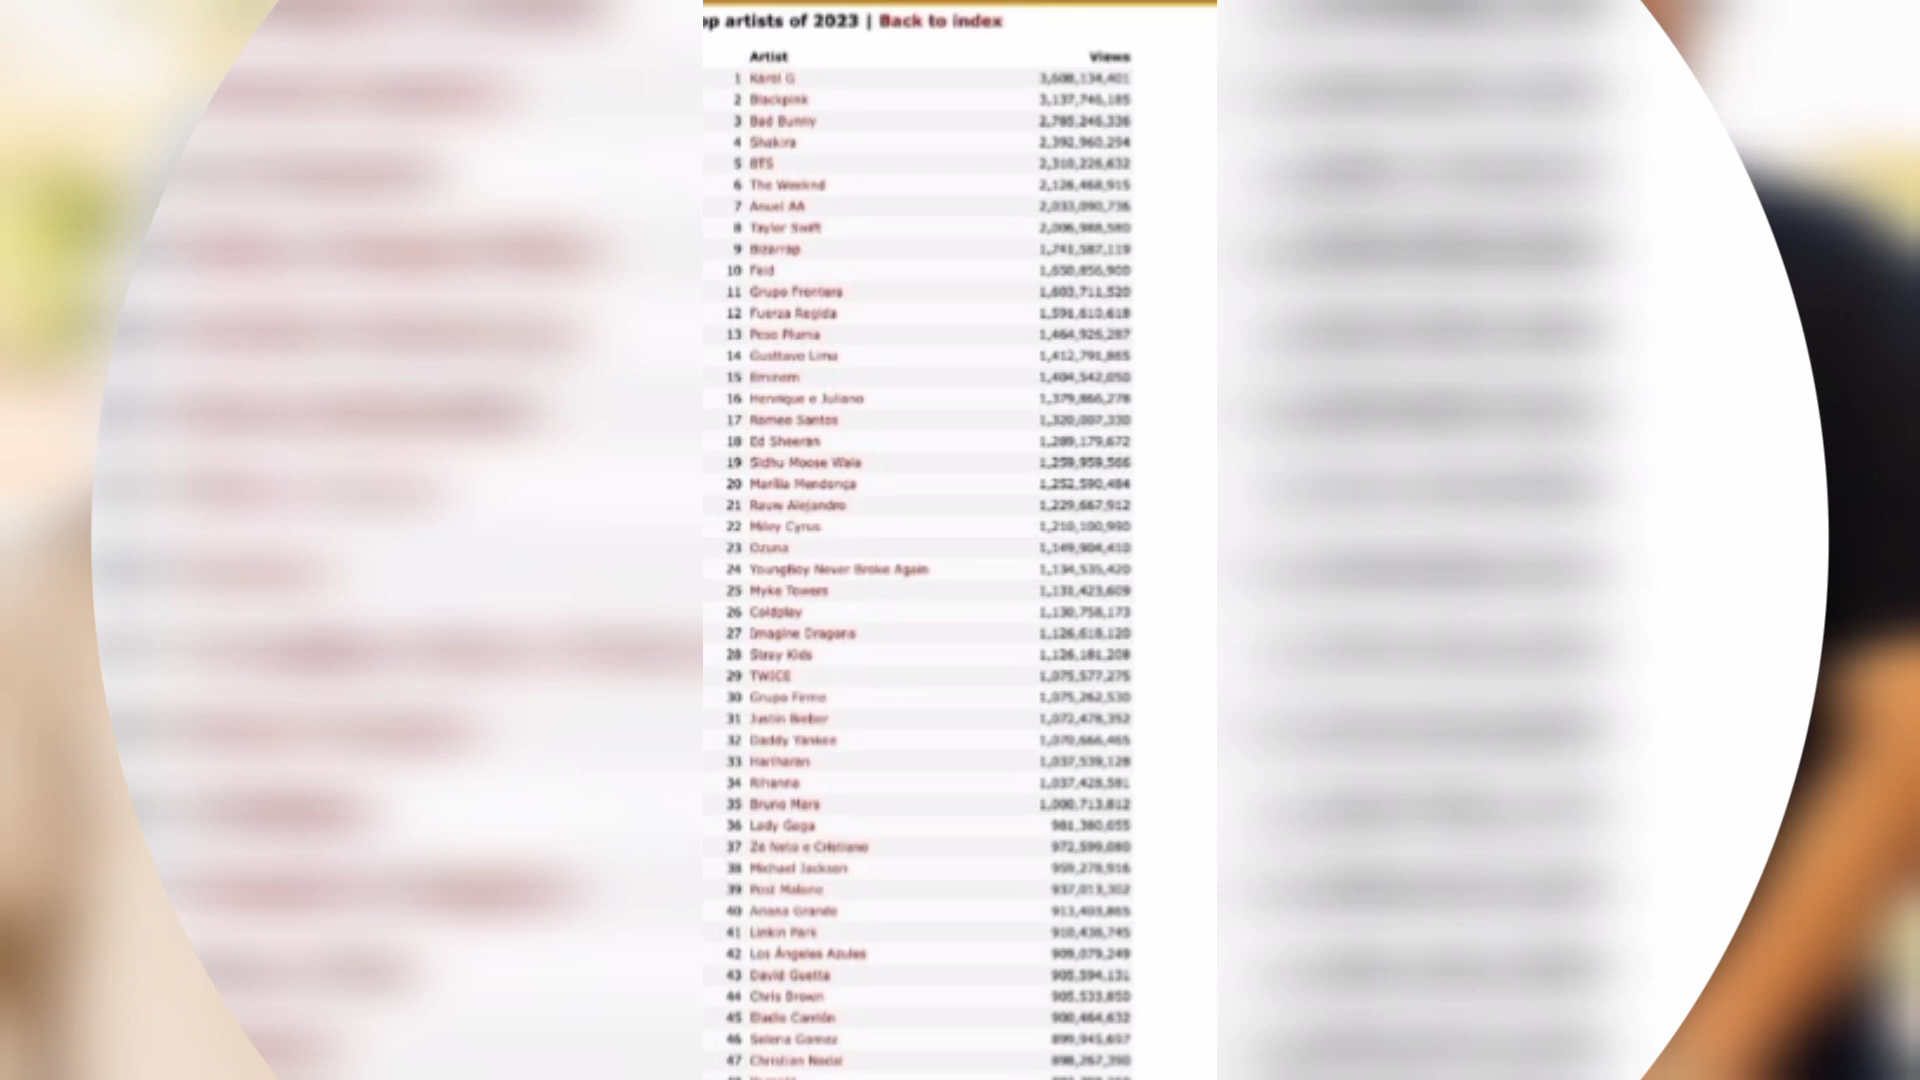 op artists of 2023 | Back to index
Artist Views
1 Karol G 3,608,134,401
2 Blackpink 3,137,746,185
3 Bad Bunny 2,785,246,336
4 Shakira 2,392,960,294
5 BTS 2,310,226,632
6 The Weeknd 2,126,468,915
7 Anuel AA 2,033,090,736
8 Taylor Swift 2,006,988,580
9 Bizarrap 1,741,587,119
10 Feid 1,650,856,900
11 Grupo Frontera 1,603,711,520
12 Fuerza Regida 1,591,610,618
13 Peso Pluma 1,464,926,287
14 Gusttavo Lima 1,412,791,865
15 Eminem 1,404,542,050
16 Henrique e Juliano 1,379,866,278
17 Romeo Santos 1,320,007,330
18 Ed Sheeran 1,289,179,672
19 Sidhu Moose Wala 1,259,959,566
20 Marília Mendonça 1,252,590,484
21 Rauw Alejandro 1,229,667,912
22 Miley Cyrus 1,210,100,990
23 Ozuna 1,149,904,410
24 YoungBoy Never Broke Again 1,134,535,420
25 Myke Towers 1,131,423,609
26 Coldplay 1,130,758,173
27 Imagine Dragons 1,126,618,120
28 Stray Kids 1,126,181,208
29 TWICE 1,075,577,275
30 Grupo Firme 1,075,262,530
31 Justin Bieber 1,072,478,352
32 Daddy Yankee 1,070,666,465
33 Hariharan 1,037,539,128
34 Rihanna 1,037,428,581
35 Bruno Mars 1,000,713,812
36 Lady Gaga 981,380,055
37 Zé Neto e Cristiano 972,599,080
38 Michael Jackson 959,278,916
39 Post Malone 937,013,302
40 Ariana Grande 913,403,865
41 Linkin Park 910,438,745
42 Los Ángeles Azules 909,079,249
43 David Guetta 905,594,131
44 Chris Brown 905,533,850
45 Eladio Carrión 900,464,632
46 Selena Gomez 899,945,697
47 Christian Nodal 898,267,390